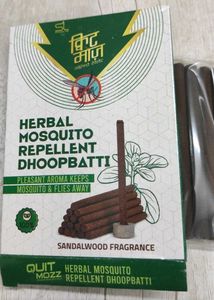 क्विट
मॉज़
HERBAL
MOSQUITO
REPELLENT
DHOOPBATTI
PLEASANT AROMA KEEPS
MOSQUITO & FLIES AWAY
SANDALWOOD FRAGRANCE
QUIT
MOZZ
HERBAL MOSQUITO
REPELLENT DHOOPBATTI